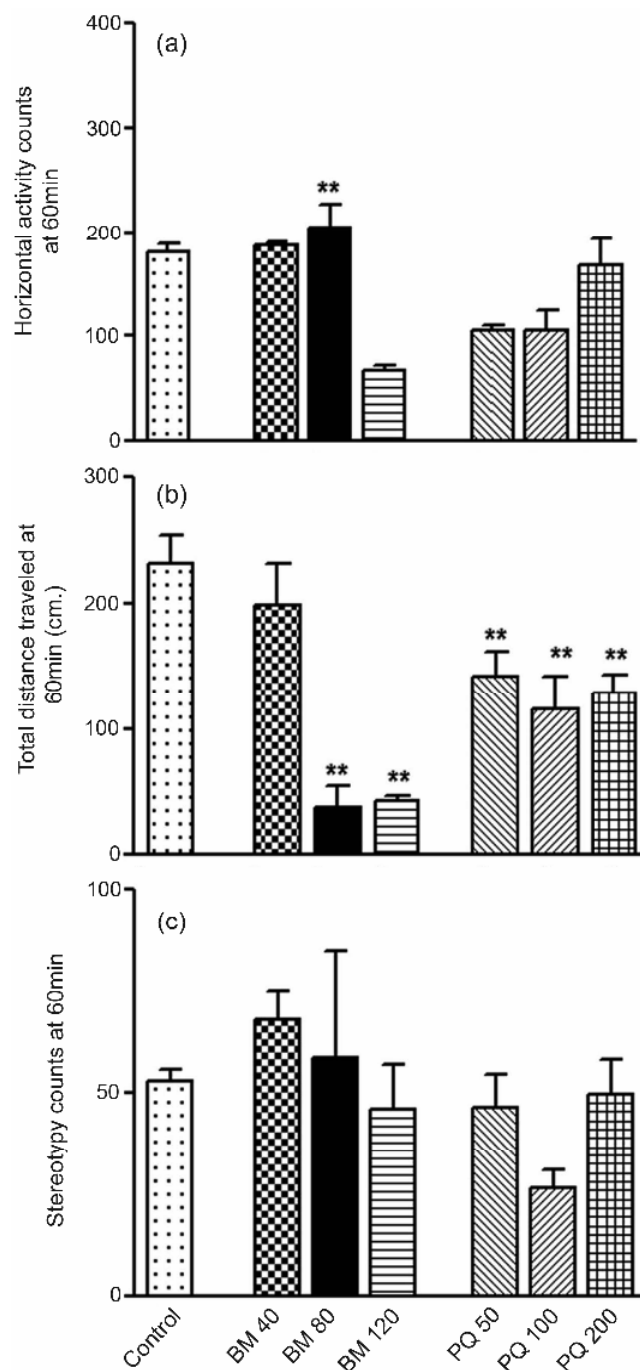 400
(a)
300
**
200
100
0
Horizontal activity counts
at 60min
300
(b)
200
**
**
**
100
**
**
0
Total distance traveled at
60min (cm.)
100
(c)
50
0
Stereotypy counts at 60min
Control
BM 40
BM 80
BM 120
PQ 50
PQ 100
PQ 200